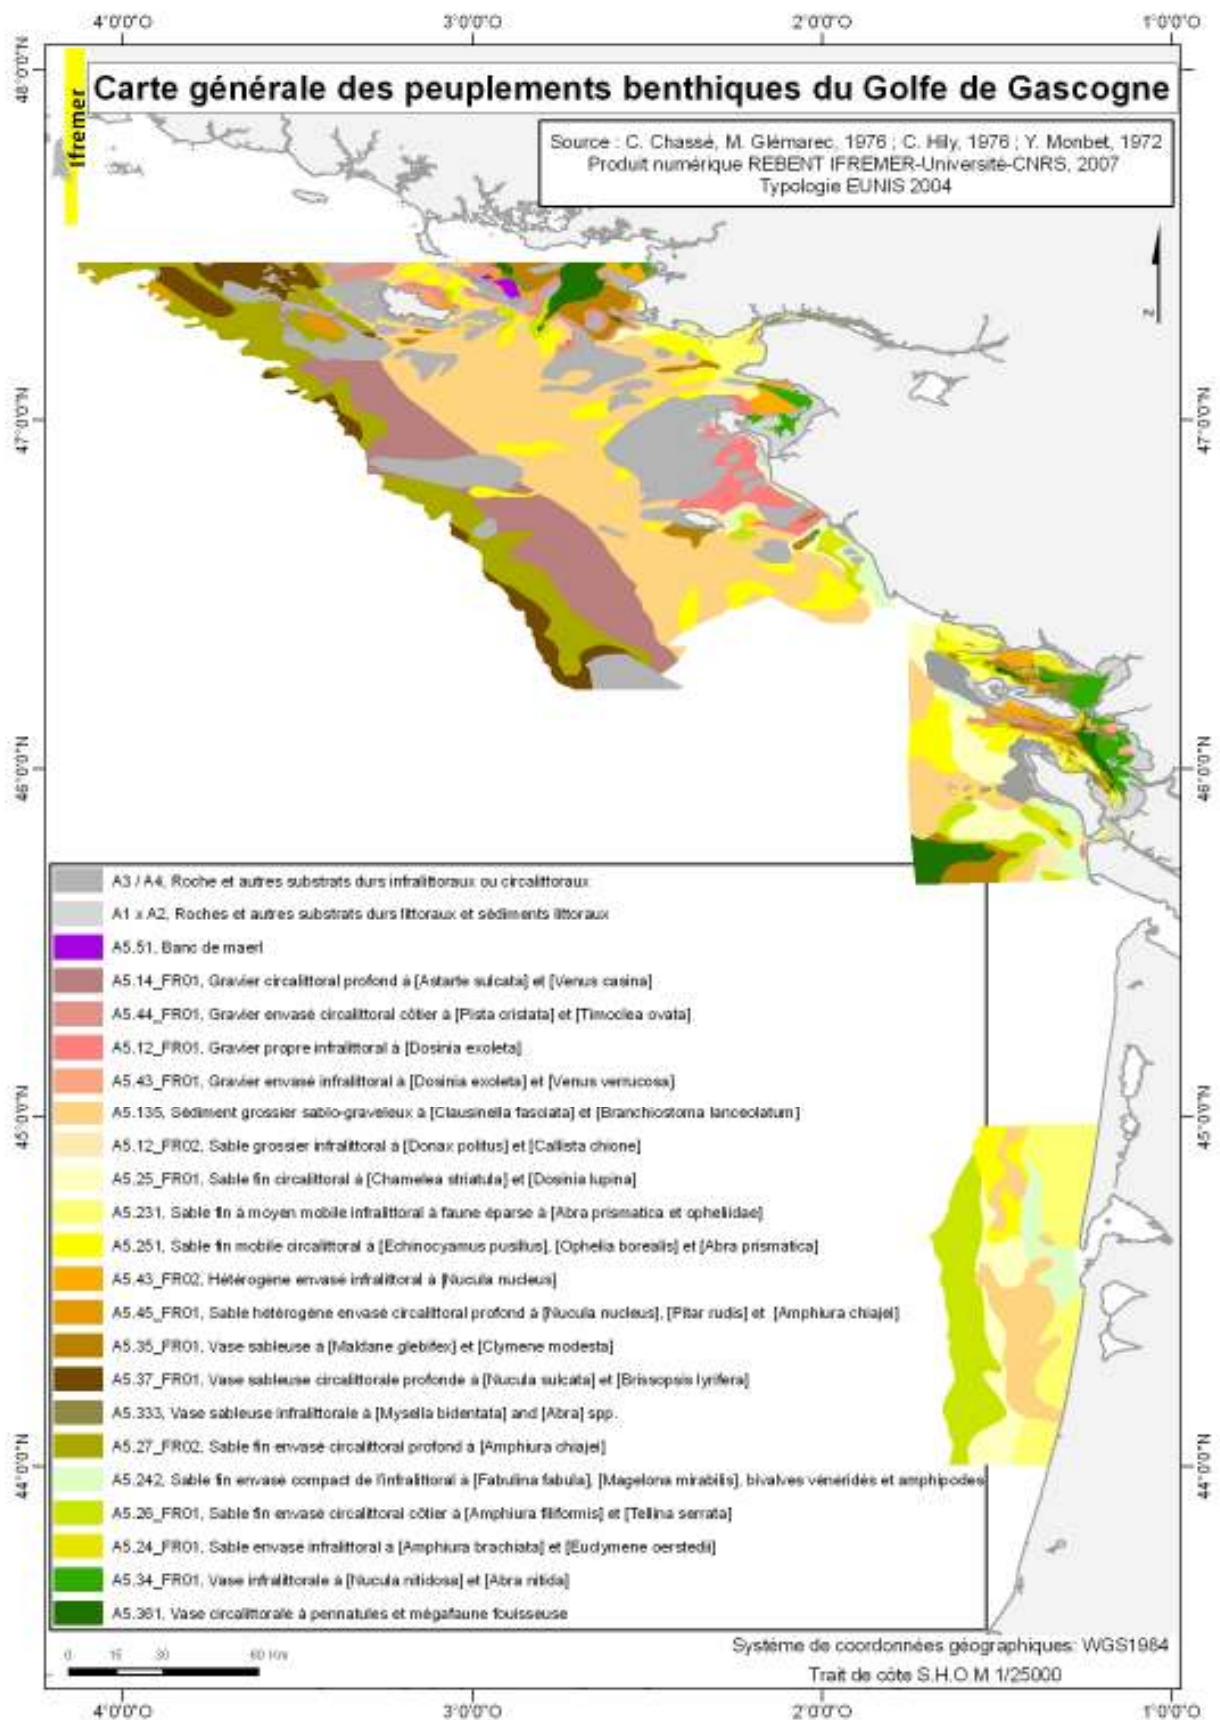 4°0'0"O 3°0'0"O 2°0'0"O 1°0'0"O
48°0'0"N
Ifremer
Carte générale des peuplements benthiques du Golfe de Gascogne
Source : C. Chassé, M. Glémarec, 1976 ; C. Hily, 1976 ; Y. Monbet, 1972
Produit numérique REBENT IFREMER-Université-CNRS, 2007
Typologie EUNIS 2004
N
47°0'0"N 47°0'0"N
46°0'0"N 46°0'0"N
A3 / A4, Roche et autres substrats durs infralittoraux ou circalittoraux
A1 x A2, Roches et autres substrats durs littoraux et sédiments littoraux
A5.51, Banc de maerl
A5.14_FR01, Gravier circalittoral profond à [Astarte sulcata] et [Venus casina]
A5.44_FR01, Gravier envasé circalittoral côtier à [Pista cristata] et [Timoclea ovata]
A5.12_FR01, Gravier propre infralittoral à [Dosinia exoleta]
A5.43_FR01, Gravier envasé infralittoral à [Dosinia exoleta] et [Venus verrucosa]
A5.135, Sédiment grossier sablo-graveleux à [Clausinella fasciata] et [Branchiostoma lanceolatum]
A5.12_FR02, Sable grossier infralittoral à [Donax politus] et [Callista chione]
A5.25_FR01, Sable fin circalittoral à [Chamelea striatula] et [Dosinia lupina]
A5.231, Sable fin à moyen mobile infralittoral à faune éparse à [Abra prismatica et opheliidae]
A5.251, Sable fin mobile circalittoral à [Echinocyamus pusillus], [Ophelia borealis] et [Abra prismatica]
A5.43_FR02, Hétérogène envasé infralittoral à [Nucula nucleus]
A5.45_FR01, Sable hétérogène envasé circalittoral profond à [Nucula nucleus], [Pitar rudis] et [Amphiura chiajei]
A5.35_FR01, Vase sableuse à [Maldane glebifex] et [Clymene modesta]
A5.37_FR01, Vase sableuse circalittorale profonde à [Nucula sulcata] et [Brissopsis lyrifera]
A5.333, Vase sableuse infralittorale à [Mysella bidentata] and [Abra] spp.
A5.27_FR02, Sable fin envasé circalittoral profond à [Amphiura chiajei]
A5.242, Sable fin envasé compact de l'infralittoral à [Fabulina fabula], [Magelona mirabilis], bivalves vénéridés et amphipodes
A5.26_FR01, Sable fin envasé circalittoral côtier à [Amphiura filiformis] et [Tellina serrata]
A5.24_FR01, Sable envasé infralittoral à [Amphiura brachiata] et [Euclymene oerstedii]
A5.34_FR01, Vase infralittorale à [Nucula nitidosa] et [Abra nitida]
A5.361, Vase circalittorale à pennatules et mégafaune fouisseuse
45°0'0"N 45°0'0"N
44°0'0"N 44°0'0"N
0 15 30 60 Km
Système de coordonnées géographiques: WGS1984
Trait de côte S.H.O.M 1/25000
4°0'0"O 3°0'0"O 2°0'0"O 1°0'0"O